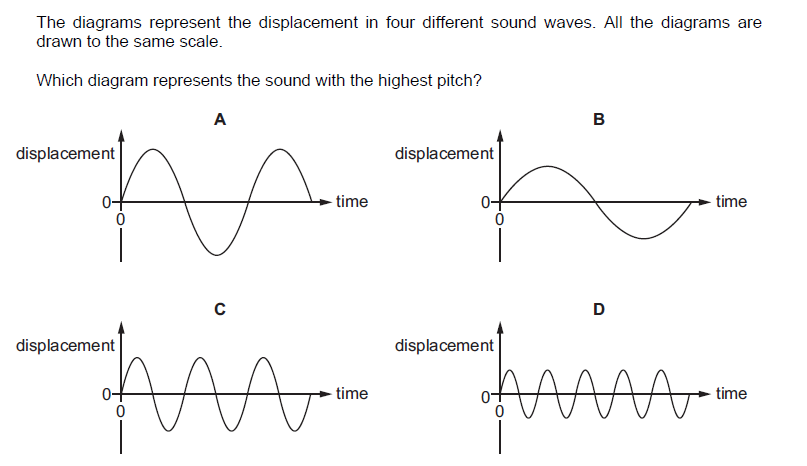 The diagrams represent the displacement in four different sound waves. All the diagrams are
drawn to the same scale.
Which diagram represents the sound with the highest pitch?
A
displacement
0
0
time
B
displacement
0
0
time
C
displacement
0
0
time
D
displacement
0
0
time